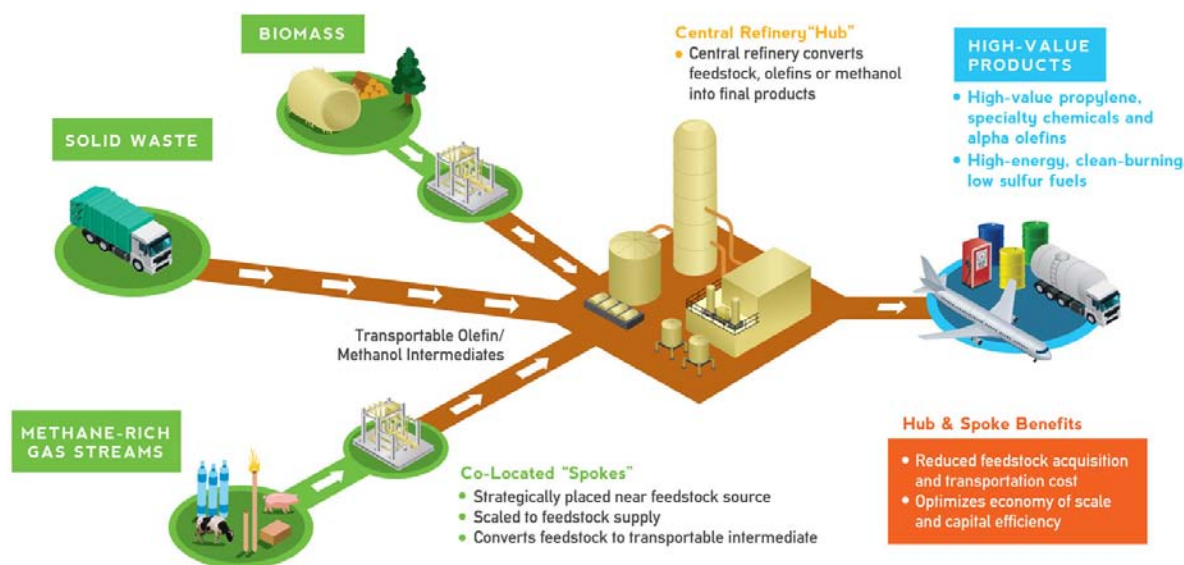 BIOMASS
SOLID WASTE
Central Refinery"Hub"
• Central refinery converts
feedstock, olefins or methanol
into final products
HIGH-VALUE
PRODUCTS
• High-value propylene,
specialty chemicals and
alpha olefins
• High-energy, clean-burning
low sulfur fuels
Transportable Olefin/
Methanol Intermediates
METHANE-RICH
GAS STREAMS
Co-Located "Spokes"
• Strategically placed near feedstock source
• Scaled to feedstock supply
• Converts feedstock to transportable intermediate
Hub & Spoke Benefits
• Reduced feedstock acquisition
and transportation cost
• Optimizes economy of scale
and capital efficiency